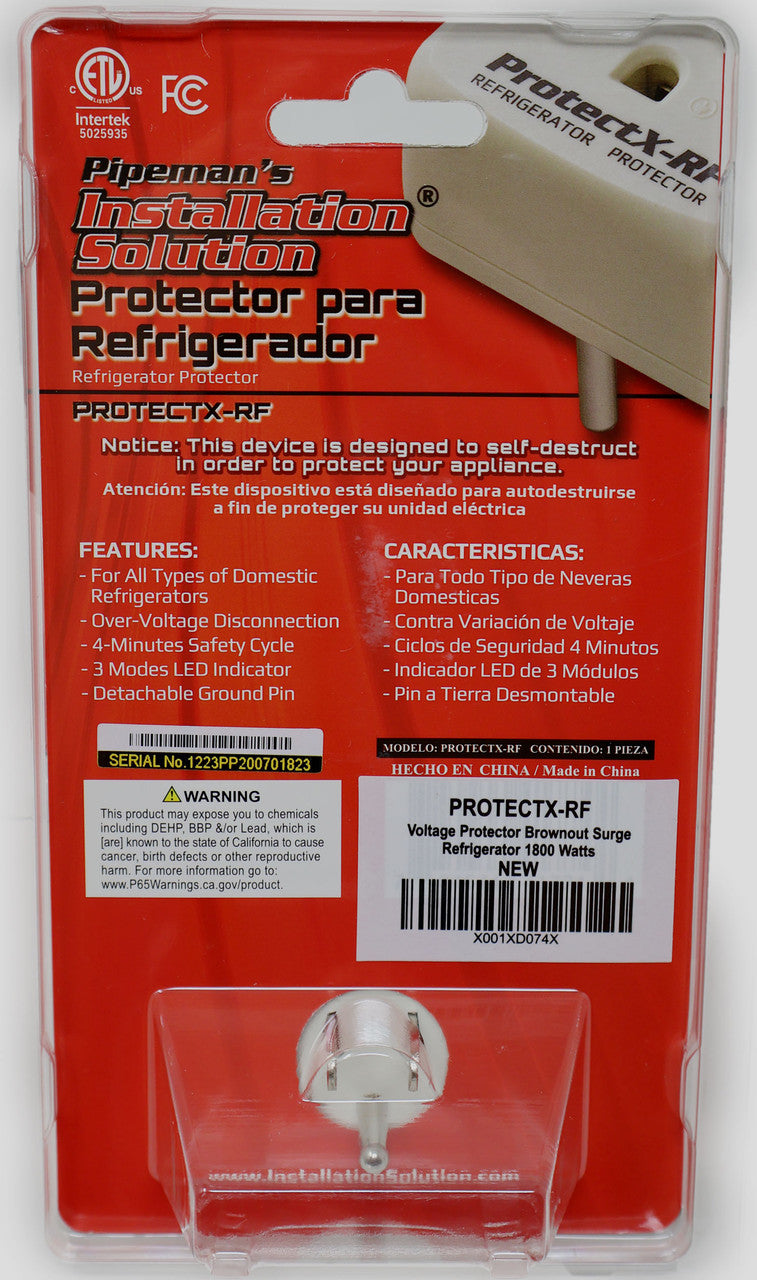 C ETL US
LISTED
FC
Intertek
5025935
ProtectX-RF
REFRIGERATOR PROTECTOR
Pipeman's
Installation®
Solution
Protector para
Refrigerador
Refrigerator Protector
PROTECTX-RF
Notice: This device is designed to self-destruct
in order to protect your appliance.
Atención: Este dispositivo está diseñado para autodestruirse
a fin de proteger su unidad eléctrica
FEATURES:
- For All Types of Domestic
Refrigerators
- Over-Voltage Disconnection
- 4-Minutes Safety Cycle
- 3 Modes LED Indicator
- Detachable Ground Pin
CARACTERISTICAS:
- Para Todo Tipo de Neveras
Domesticas
- Contra Variación de Voltaje
- Ciclos de Seguridad 4 Minutos
- Indicador LED de 3 Módulos
- Pin a Tierra Desmontable
SERIAL No.1223PP200701823
MODELO: PROTECTX-RF CONTENIDO: 1 PIEZA
HECHO EN CHINA / Made in China
WARNING
This product may expose you to chemicals
including DEHP, BBP &/or Lead, which is
[are] known to the state of California to cause
cancer, birth defects or other reproductive
harm. For more information go to:
www.P65Warnings.ca.gov/product.
PROTECTX-RF
Voltage Protector Brownout Surge
Refrigerator 1800 Watts
NEW
X001XD074X
www.InstallationSolution.com